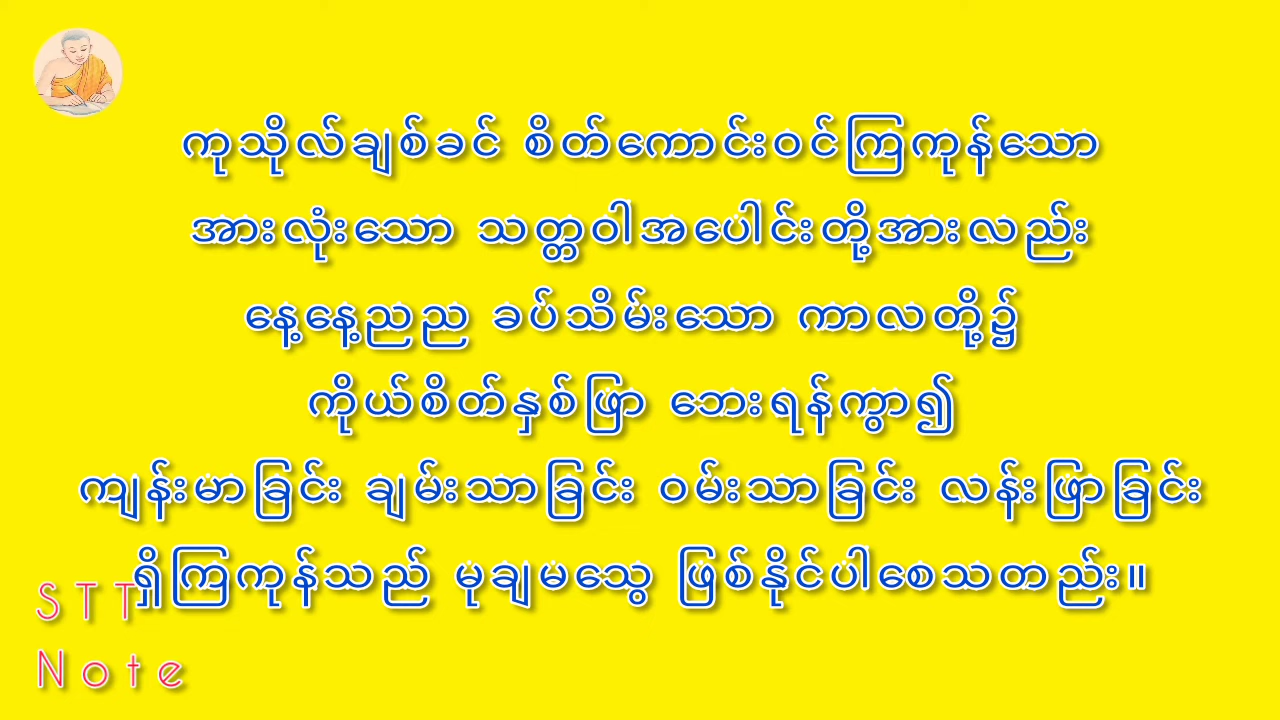 ကုသိုလ်ချစ်ခင် စိတ်ကောင်းဝင်ကြကုန်သော
အားလုံးသော သတ္တဝါအပေါင်းတို့အားလည်း
နေ့နေ့ညည ခပ်သိမ်းသော ကာလတို့၌
ကိုယ်စိတ်နှစ်ဖြာ ဘေးရန်ကွာ၍
ကျန်းမာခြင်း ချမ်းသာခြင်း ဝမ်းသာခြင်း လန်းဖြာခြင်း
ရှိကြကုန်သည် မုချမသွေ ဖြစ်နိုင်ပါစေသတည်း။
STT
Note